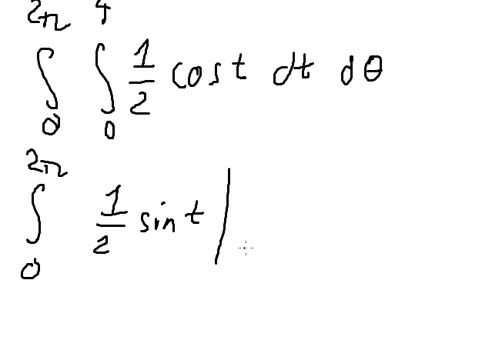 ∫₀^{2π} ∫₀^{4} 1/2 cos t dt dθ
∫₀^{2π} 1/2 sin t |